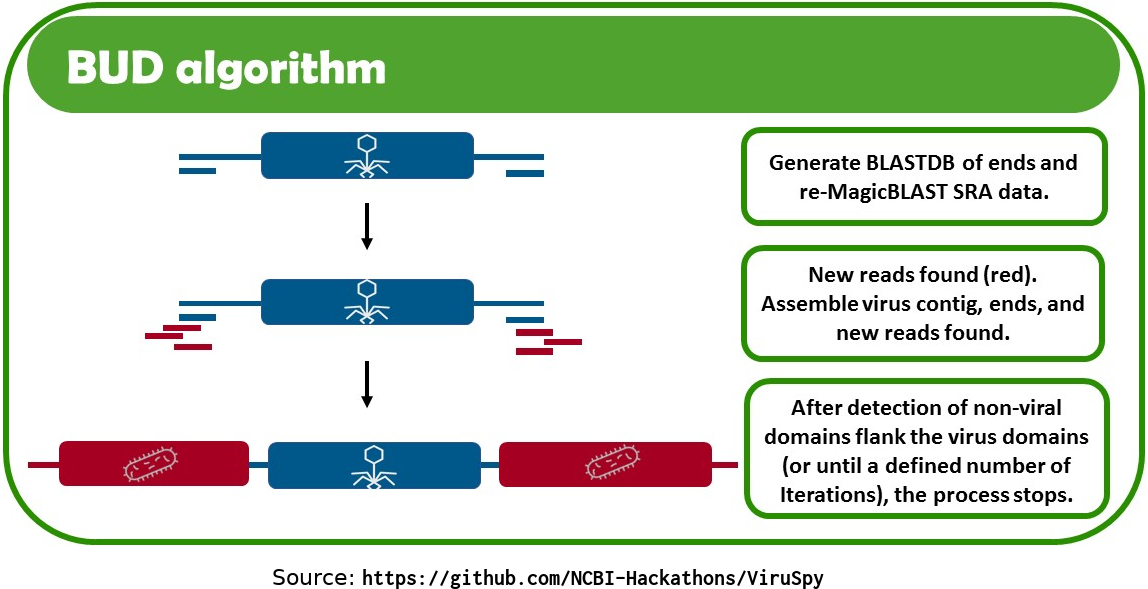 BUD algorithm
Generate BLASTDB of ends and
re-MagicBLAST SRA data.
New reads found (red).
Assemble virus contig, ends, and
new reads found.
After detection of non-viral
domains flank the virus domains
(or until a defined number of
Iterations), the process stops.
Source: https://github.com/NCBI-Hackathons/ViruSpy